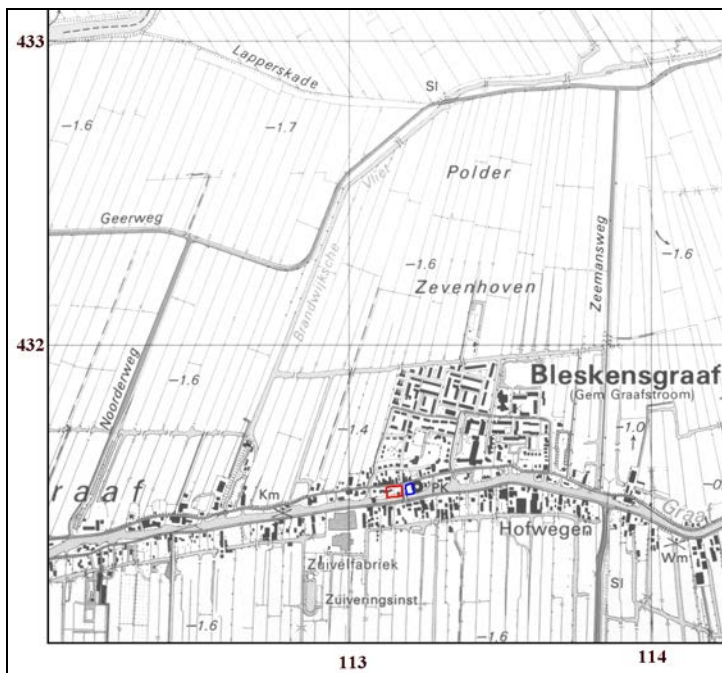 433
Lapperskade
Sl
-1.6
-1.7
Vliet
Polder
Geerweg
Zeemansweg
-1.6
-1.6
Zevenhoven
Brandwijksche
432
Noorderweg
-1.6
Bleskensgraaf
(Gem Graafstroom)
-1.4
-1.0
raaf
Km
PK
-0
Graaf
Hofwegen
Zuivelfabriek
Wm
Sl
Zuiveringsinst
-1.6
-1.6
113
114